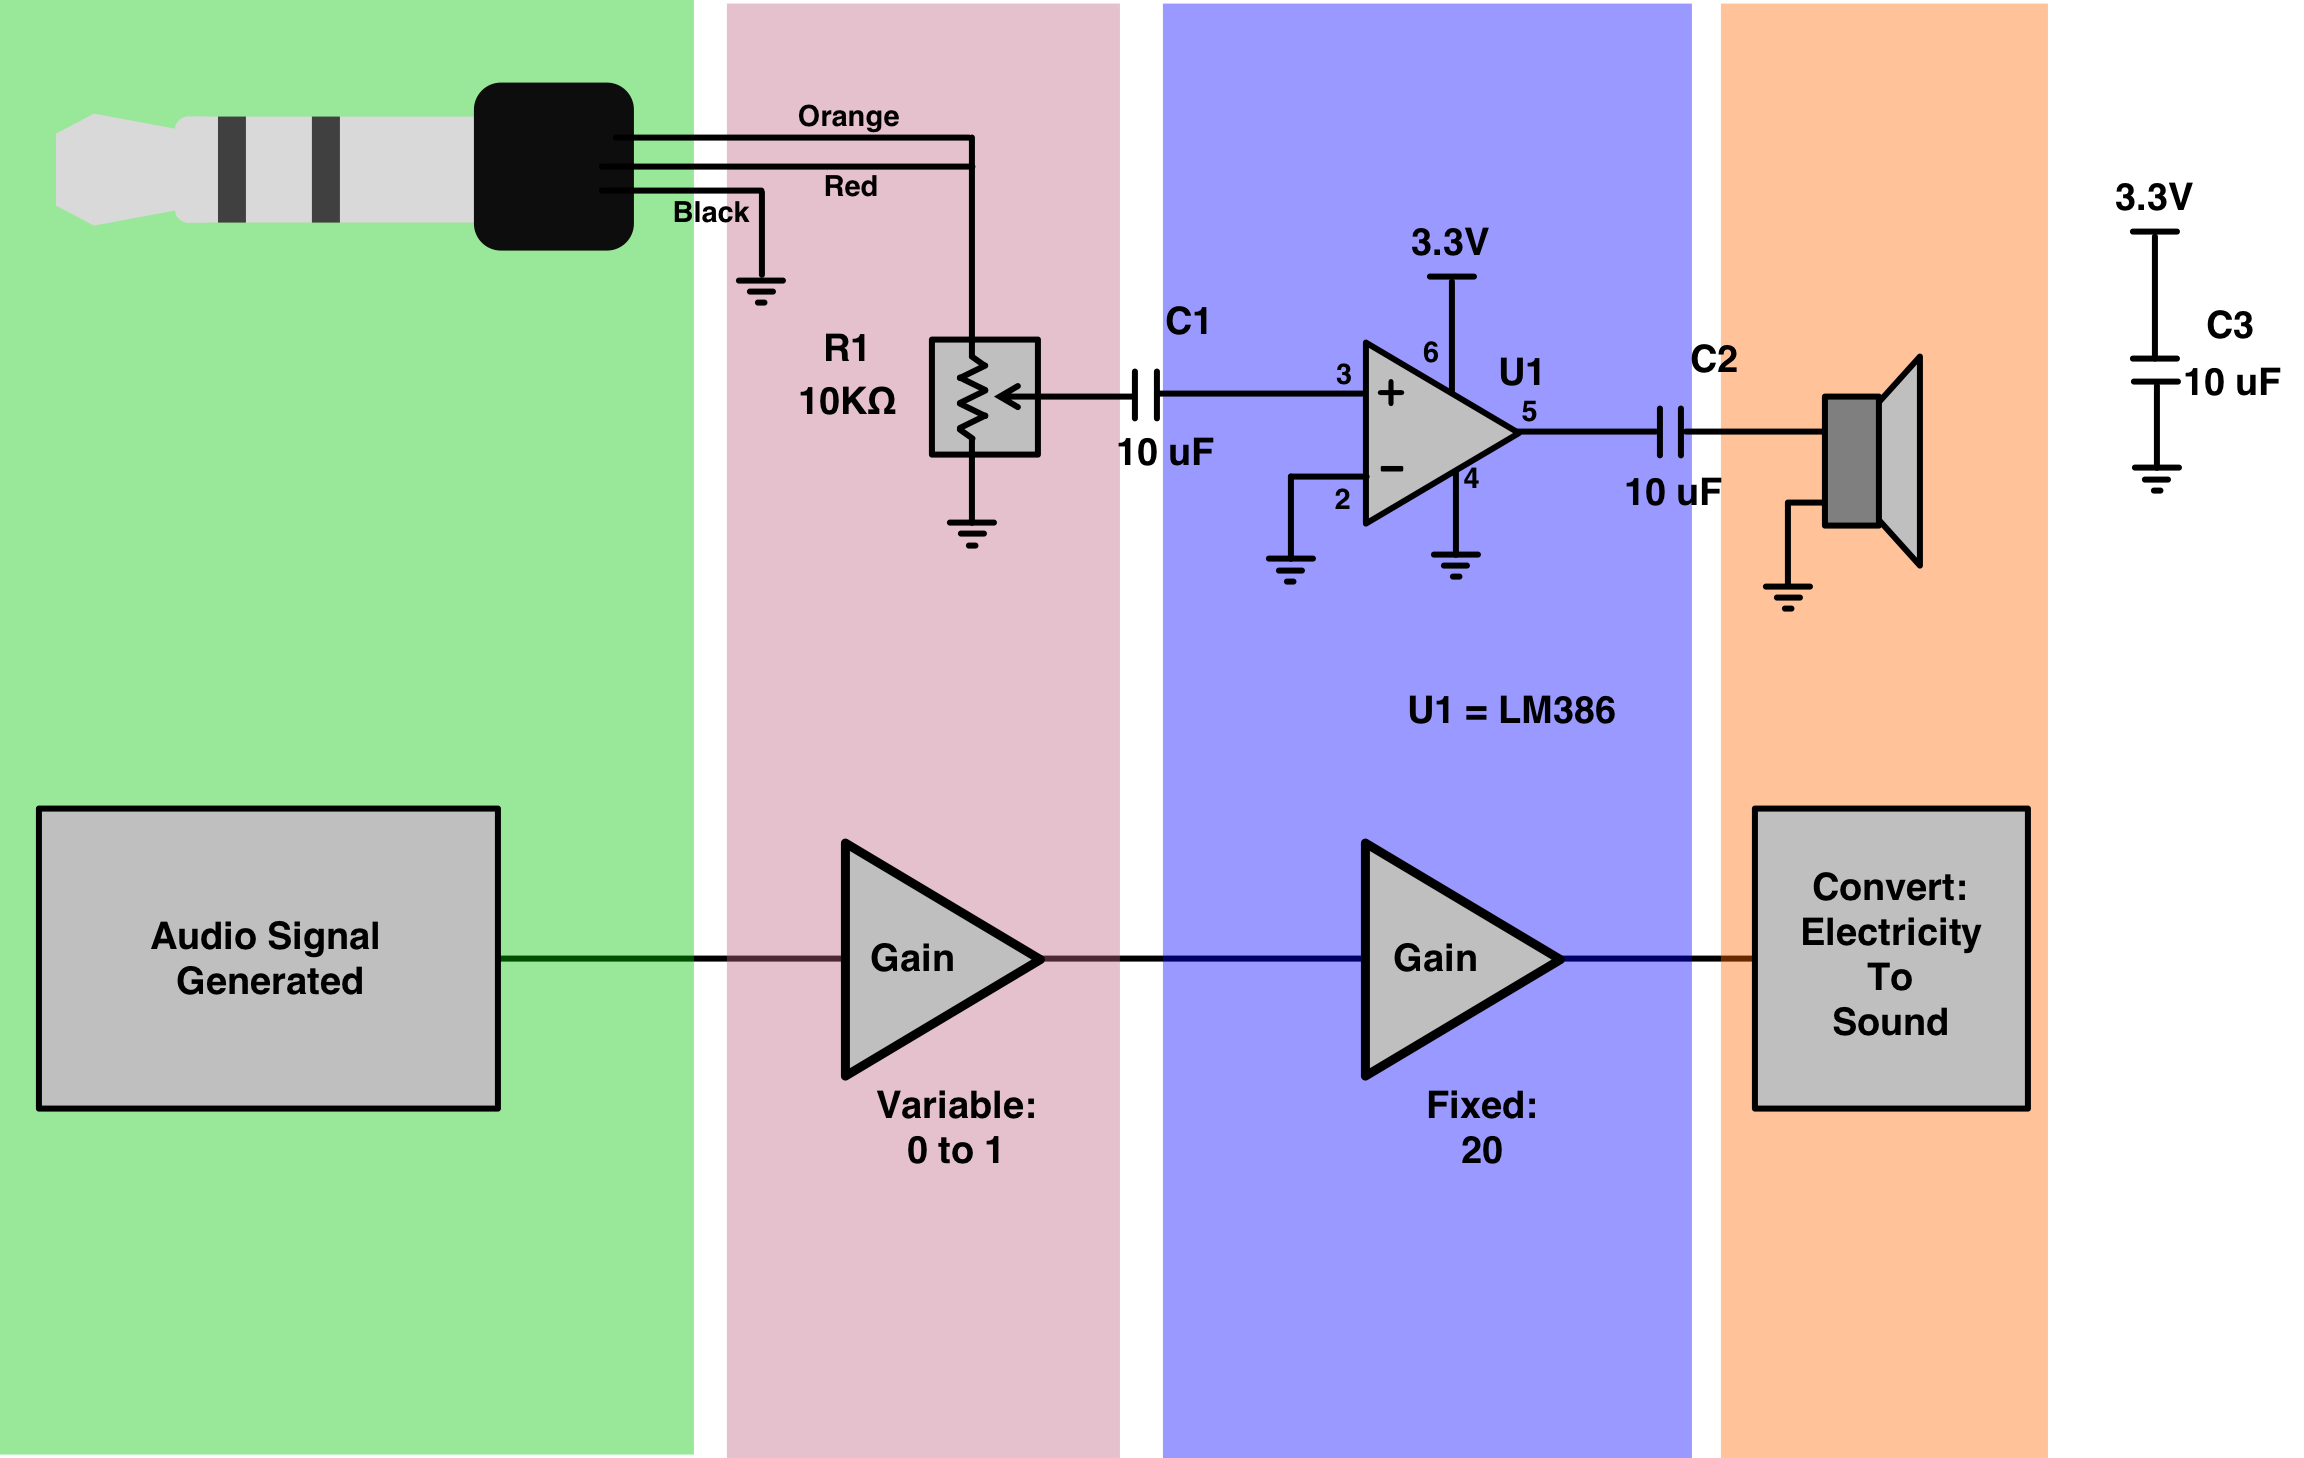 Orange
Red
Black
R1
10KΩ
C1
10 uF
3.3V
6
3
+
−
2
4
5
U1
C2
10 uF
3.3V
C3
10 uF
U1 = LM386
Audio Signal
Generated
Gain
Variable:
0 to 1
Gain
Fixed:
20
Convert:
Electricity
To
Sound